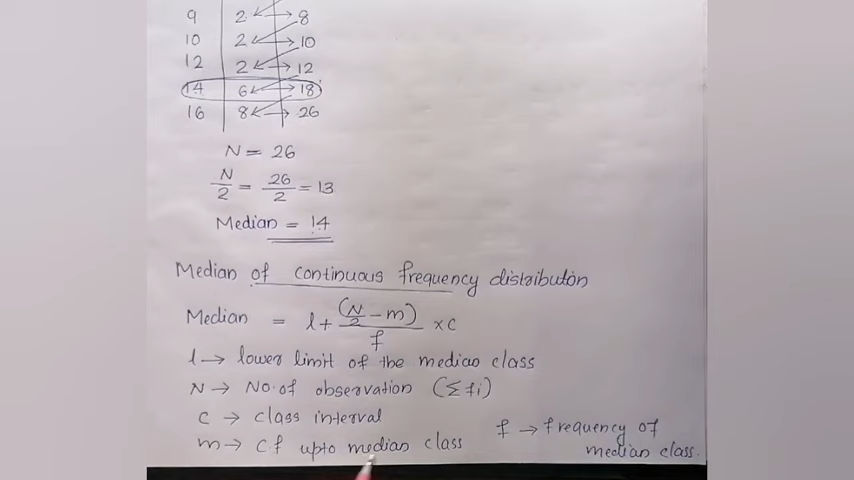 9 2 8
10 2 10
12 2 12
14 6 18
16 8 26
N = 26
N/2 = 26/2 = 13
Median = 14
Median of continuous frequency distribution
Median = l + (N/2 - m)/f × c
l → lower limit of the median class
N → No. of observation (Σfi)
c → class interval
m → cf upto median class
f → frequency of median class.